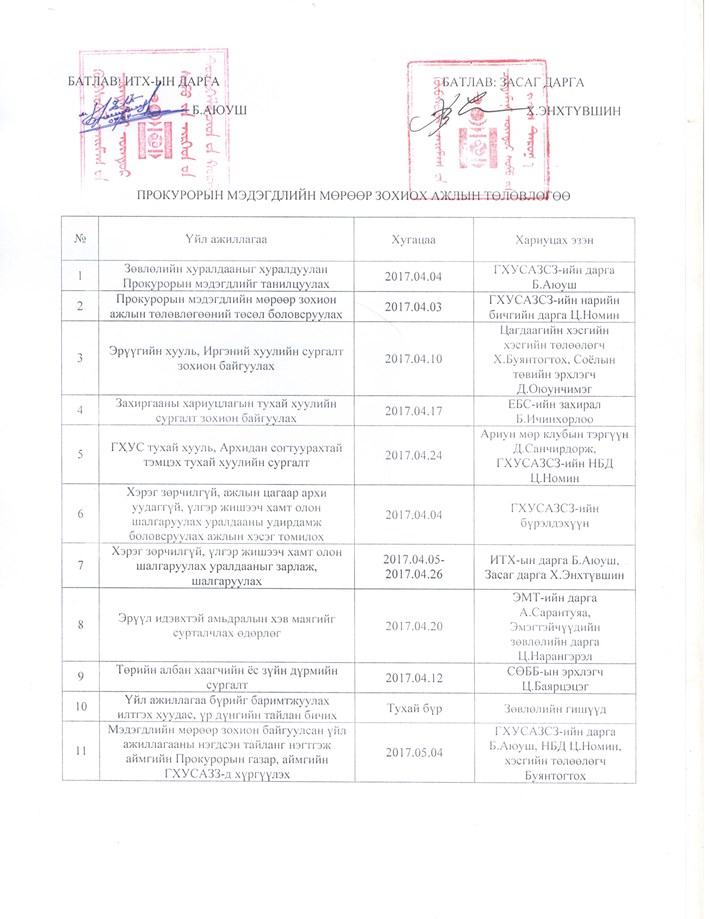 БАТЛАВ: ИТХ-ЫН ДАРГА
БАТЛАВ: ЗАСАГ ДАРГА
Б.АЮУШ
Х.ЭНХТҮВШИН
ПРОКУРОРЫН МЭДЭГДЛИЙН МӨРӨӨР ЗОХИОХ АЖЛЫН ТӨЛӨВЛӨГӨӨ
№ Үйл ажиллагаа Хугацаа Хариуцах эзэн
1 Зөвлөлийн хуралдааныг хуралдуулан
Прокурорын мэдэгдлийг танилцуулах
2017.04.04
ГХУСАЗСЗ-ийн дарга
Б.Аюуш
2 Прокурорын мэдэгдлийн мөрөөр зохион
ажлын төлөвлөгөөний төсөл боловсруулах
2017.04.03
ГХУСАЗСЗ-ийн нарийн
бичгийн дарга Ц.Номин
3 Эрүүгийн хууль, Иргэний хуулийн сургалт
зохион байгуулах
2017.04.10
Цагдаагийн хэсгийн
хэсгийн төлөөлөгч
Х.Буянтогтох, Соёлын
төвийн эрхлэгч
Д.Оюунчимэг
4 Захиргааны хариуцлагын тухай хуулийн
сургалт зохион байгуулах
2017.04.17
ЕБС-ийн захирал
Б.Ичинхорлоо
5 ГХУС тухай хууль, Архидан согтуурахтай
тэмцэх тухай хуулийн сургалт
2017.04.24
Ариун мөр клубын тэргүүн
Д.Санчирдорж,
ГХУСАЗСЗ-ийн НБД
Ц.Номин
6 Хэрэг зөрчилгүй, ажлын цагаар архи
уудаггүй, үлгэр жишээч хамт олон
шалгаруулах уралдааны удирдамж
боловсруулах ажлын хэсэг томилох
2017.04.04
ГХУСАЗСЗ-ийн
бүрэлдэхүүн
7 Хэрэг зөрчилгүй, үлгэр жишээч хамт олон
шалгаруулах уралдааныг зарлаж,
шалгаруулах
2017.04.05-
2017.04.26
ИТХ-ын дарга Б.Аюуш,
Засаг дарга Х.Энхтүвшин
8 Эрүүл идэвхтэй амьдралын хэв маягийг
сурталчлах өдөрлөг
2017.04.20
ЭМТ-ийн дарга
А.Сарантуяа,
Эмэгтэйчүүдийн
зөвлөлийн дарга
Ц.Нарангэрэл
9 Төрийн албан хаагчийн ёс зүйн дүрмийн
сургалт
2017.04.12
СӨББ-ын эрхлэгч
Ц.Баярцэцэг
10 Үйл ажиллагаа бүрийг баримтжуулах
илтгэх хуудас, үр дүнгийн тайлан бичих
Тухай бүр
Зөвлөлийн гишүүд
11 Мэдэгдлийн мөрөөр зохион байгуулсан үйл
ажиллагааны нэгдсэн тайланг нэгтгэж
аймгийн Прокурорын газар, аймгийн
ГХУСАЗЗ-д хүргүүлэх
2017.05.04
ГХУСАЗСЗ-ийн дарга
Б.Аюуш, НБД Ц.Номин,
хэсгийн төлөөлөгч
Буянтогтох